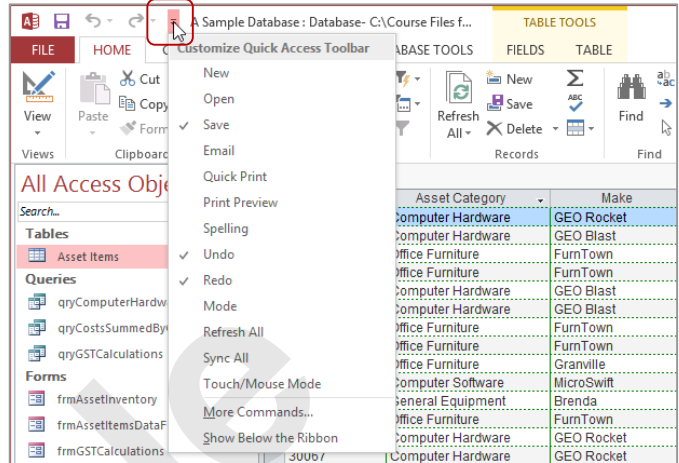 A Sample Database : Database- C:\Course Files f...
TABLE TOOLS
FILE
HOME
C
ABASE TOOLS
FIELDS
TABLE
View
Paste
Cut
Copy
Form
Refresh
All
New
Save
Delete
Find
Views
Clipboard
Records
Find
Customize Quick Access Toolbar
New
Open
Save
Email
Quick Print
Print Preview
Spelling
Undo
Redo
Mode
Refresh All
Sync All
Touch/Mouse Mode
More Commands...
Show Below the Ribbon
All Access Obje
Search...
Tables
Asset Items
Queries
qryComputerHardw
qryCostsSummedBy
qryGSTCalculations
Forms
frmAssetInventory
frmAssetItemsDataF
frmGSTCalculations
Asset Category Make
Computer Hardware GEO Rocket
Computer Hardware GEO Blast
Office Furniture FurnTown
Office Furniture FurnTown
Computer Hardware GEO Blast
Computer Hardware GEO Blast
Office Furniture FurnTown
Office Furniture FurnTown
Office Furniture Granville
Computer Software MicroSwift
General Equipment Brenda
Office Furniture FurnTown
Computer Hardware GEO Rocket
30067 Computer Hardware GEO Rocket